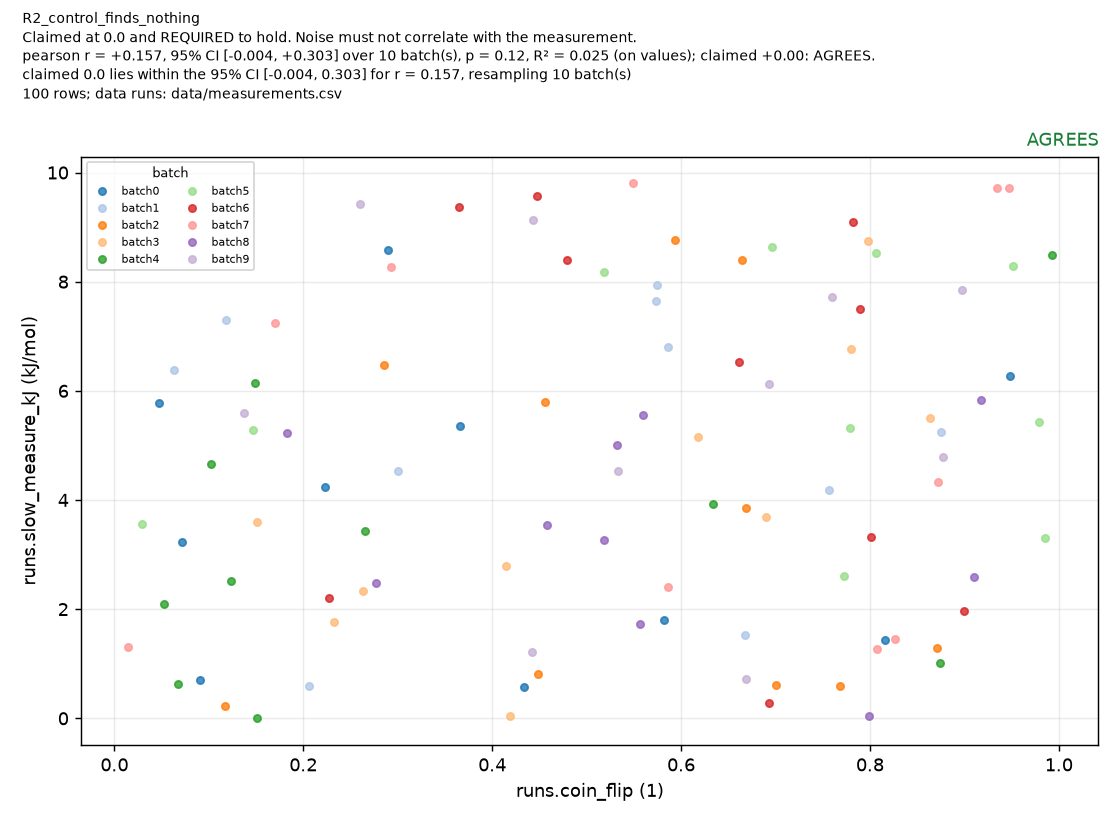 R2_control_finds_nothing
Claimed at 0.0 and REQUIRED to hold. Noise must not correlate with the measurement.
pearson r = +0.157, 95% CI [-0.004, +0.303] over 10 batch(s), p = 0.12, R² = 0.025 (on values); claimed +0.00: AGREES.
claimed 0.0 lies within the 95% CI [-0.004, 0.303] for r = 0.157, resampling 10 batch(s)
100 rows; data runs: data/measurements.csv
AGREES
batch
batch0 batch5
batch1 batch6
batch2 batch7
batch3 batch8
batch4 batch9
runs.slow_measure_kJ (kJ/mol)
10
8
6
4
2
0
0.0 0.2 0.4 0.6 0.8 1.0
runs.coin_flip (1)